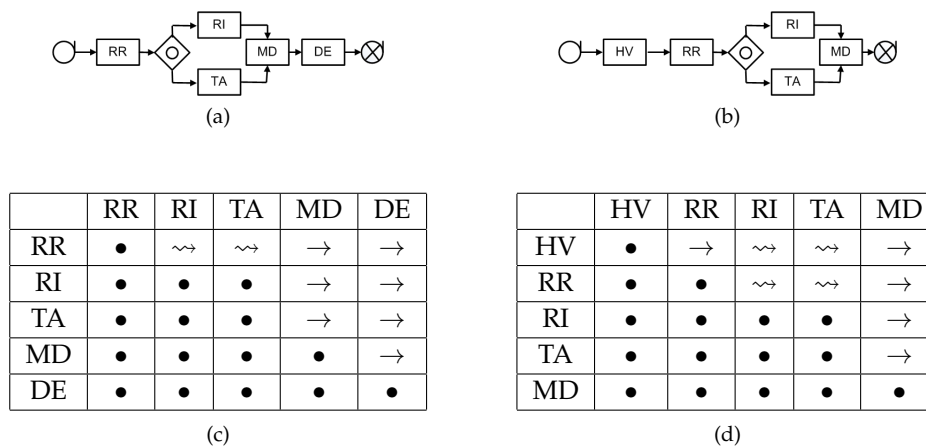 RR RI TA MD DE
(a)
HV RR RI TA MD
(b)
RR RI TA MD DE
RR • ⇝ ⇝ → →
RI • • • → →
TA • • • → →
MD • • • • →
DE • • • • •
(c)
HV RR RI TA MD
HV • → ⇝ ⇝ →
RR • • ⇝ ⇝ →
RI • • • • →
TA • • • • →
MD • • • • •
(d)